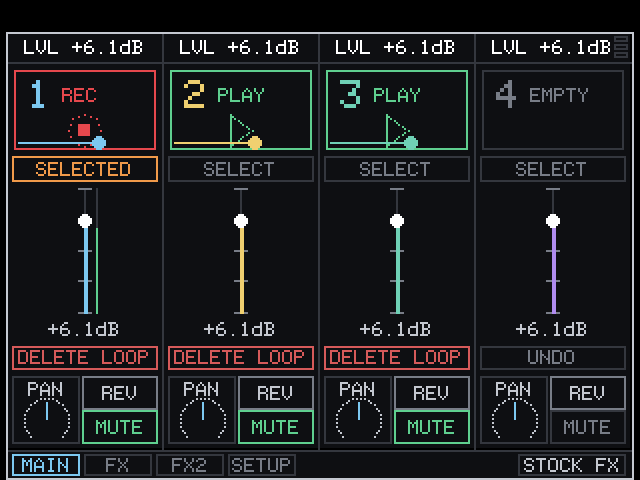 LVL +6.1dB LVL +6.1dB LVL +6.1dB LVL +6.1dB
1 REC 2 PLAY 3 PLAY 4 EMPTY
SELECTED SELECT SELECT SELECT
+6.1dB +6.1dB +6.1dB +6.1dB
DELETE LOOP DELETE LOOP DELETE LOOP UNDO
PAN REV PAN REV PAN REV PAN REV
MUTE MUTE MUTE MUTE
MAIN FX FX2 SETUP STOCK FX